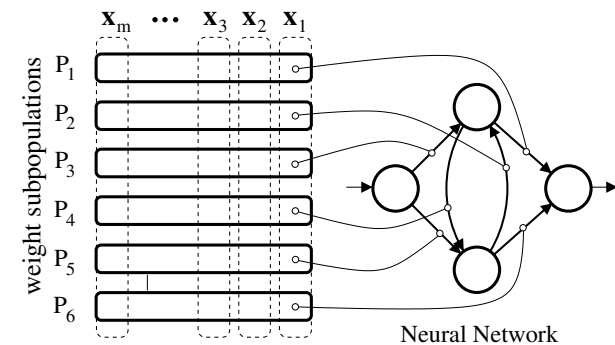 x_m ••• x_3 x_2 x_1
weight subpopulations
P_1
P_2
P_3
P_4
P_5
P_6
Neural Network